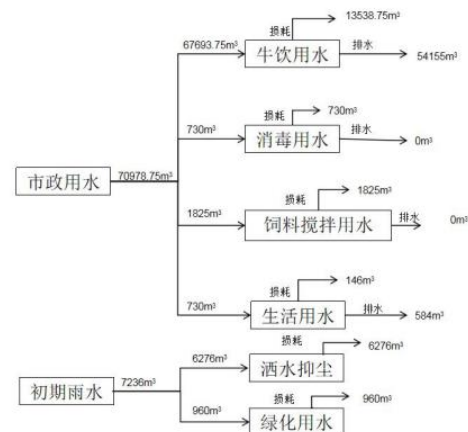 损耗
13538.75m³
67693.75m³
牛饮用水
排水
54155m³
损耗
730m³
730m³
消毒用水
排水
0m³
市政用水
70978.75m³
损耗
1825m³
1825m³
饲料搅拌用水
排水
0m³
损耗
146m³
730m³
生活用水
排水
584m³
损耗
6276m³
6276m³
洒水抑尘
初期雨水
7236m³
损耗
960m³
960m³
绿化用水